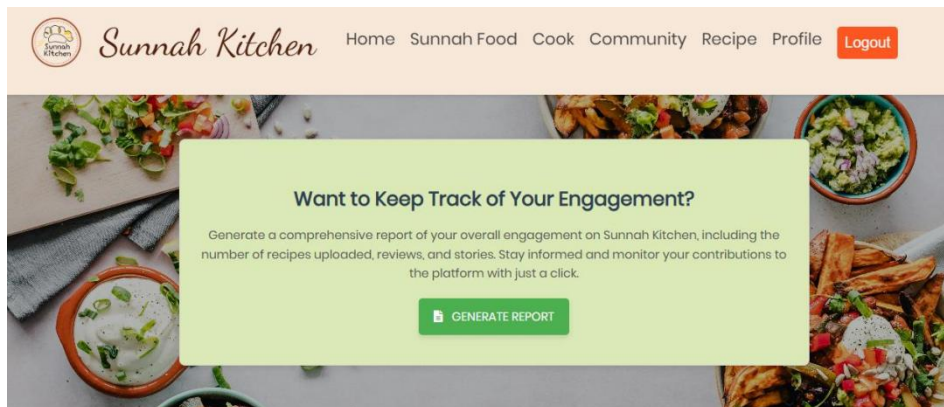 Sunnah
Kitchen
Sunnah Kitchen
Home Sunnah Food Cook Community Recipe Profile Logout
Want to Keep Track of Your Engagement?
Generate a comprehensive report of your overall engagement on Sunnah Kitchen, including the
number of recipes uploaded, reviews, and stories. Stay informed and monitor your contributions to
the platform with just a click.
GENERATE REPORT